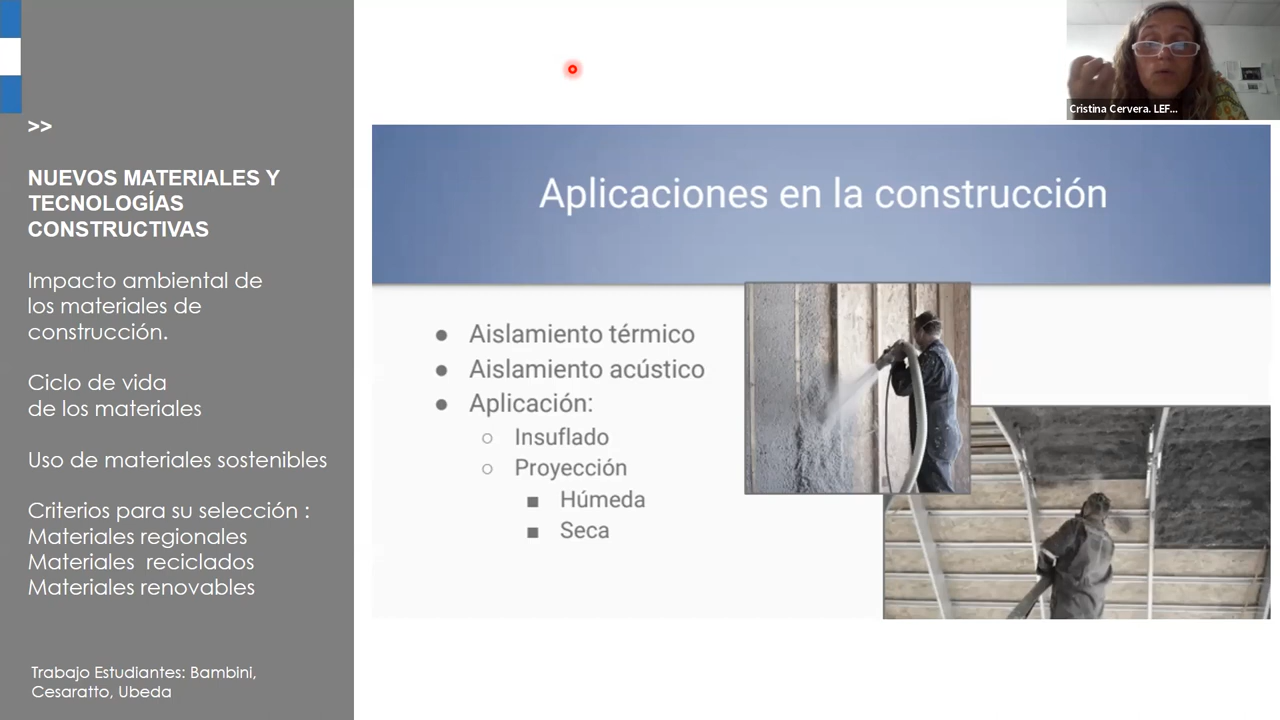 >>
NUEVOS MATERIALES Y
TECNOLOGÍAS
CONSTRUCTIVAS
Impacto ambiental de
los materiales de
construcción.
Ciclo de vida
de los materiales
Uso de materiales sostenibles
Criterios para su selección :
Materiales regionales
Materiales reciclados
Materiales renovables
Trabajo Estudiantes: Bambini,
Cesaratto, Ubeda
Cristina Cervera. LEF...
Aplicaciones en la construcción
● Aislamiento térmico
● Aislamiento acústico
● Aplicación:
○ Insuflado
○ Proyección
■ Húmeda
■ Seca